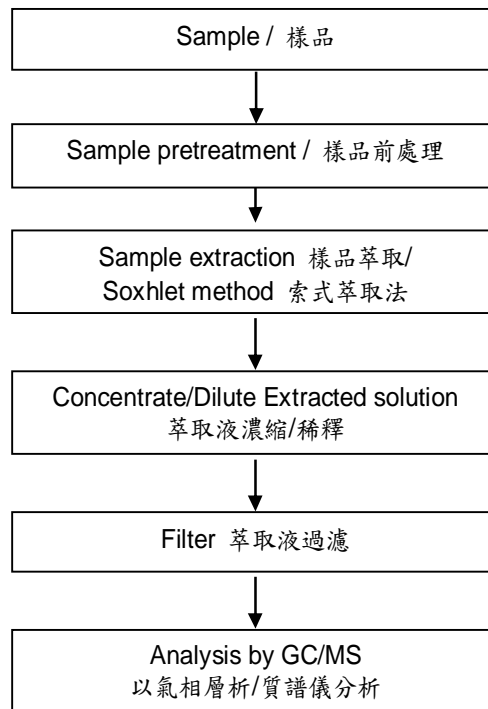 Sample / 樣品
Sample pretreatment / 樣品前處理
Sample extraction 樣品萃取/
Soxhlet method 索式萃取法
Concentrate/Dilute Extracted solution
萃取液濃縮/稀釋
Filter 萃取液過濾
Analysis by GC/MS
以氣相層析/質譜儀分析